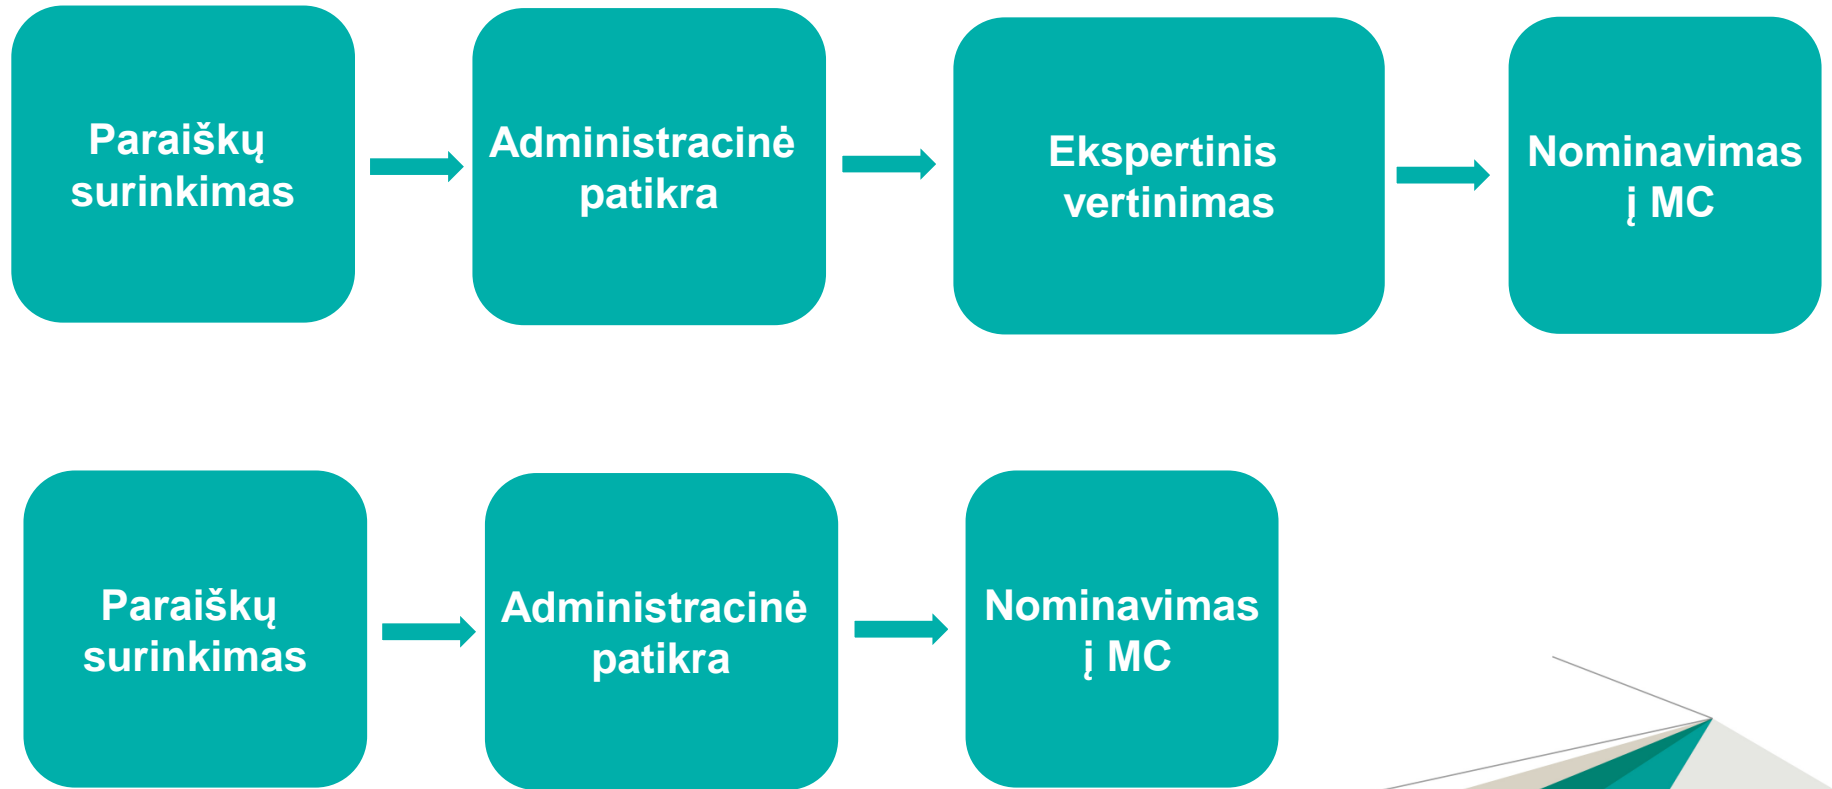 Paraiškų
surinkimas
Administracinė
patikra
Ekspertinis
vertinimas
Nominavimas
į MC
Paraiškų
surinkimas
Administracinė
patikra
Nominavimas
į MC